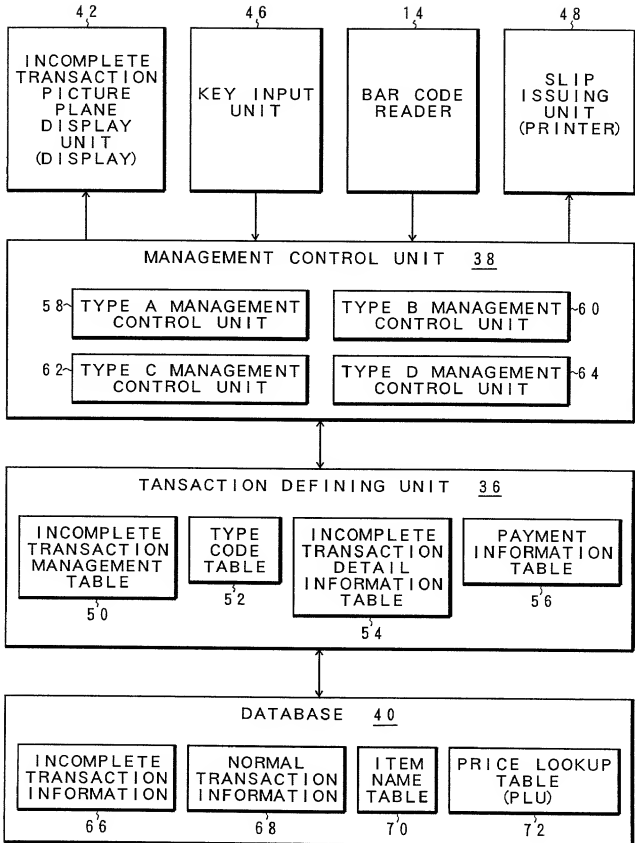 42
46
14
48
INCOMPLETE
TRANSACTION
PICTURE
PLANE
DISPLAY
UNIT
(DISPLAY)
KEY INPUT
UNIT
BAR CODE
READER
SLIP
ISSUING
UNIT
(PRINTER)
MANAGEMENT CONTROL UNIT 38
58
TYPE A MANAGEMENT
CONTROL UNIT
TYPE B MANAGEMENT
CONTROL UNIT
60
62
TYPE C MANAGEMENT
CONTROL UNIT
TYPE D MANAGEMENT
CONTROL UNIT
64
TANSACTION DEFINING UNIT 36
INCOMPLETE
TRANSACTION
MANAGEMENT
TABLE
50
TYPE
CODE
TABLE
52
INCOMPLETE
TRANSACTION
DETAIL
INFORMATION
TABLE
54
PAYMENT
INFORMATION
TABLE
56
DATABASE 40
INCOMPLETE
TRANSACTION
INFORMATION
66
NORMAL
TRANSACTION
INFORMATION
68
ITEM
NAME
TABLE
70
PRICE LOOKUP
TABLE
(PLU)
72